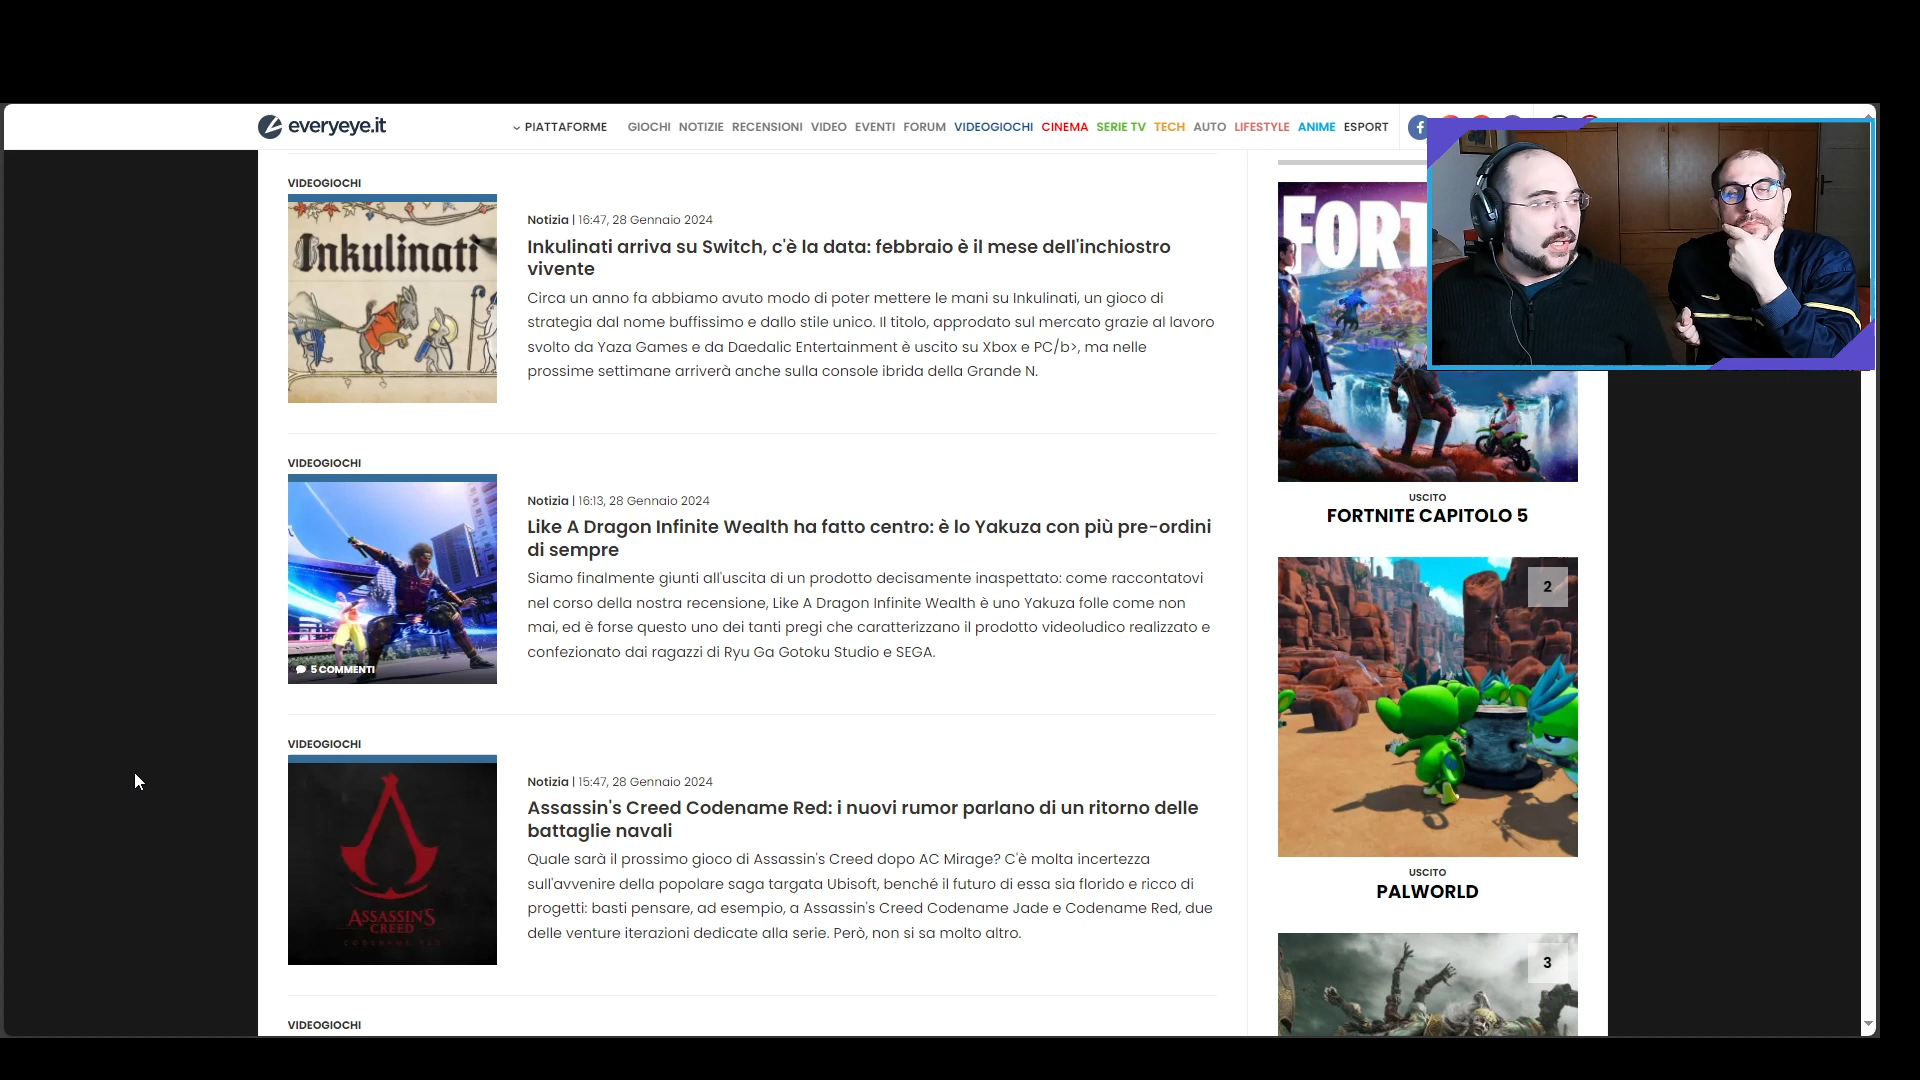 everyeye.it
PIATTAFORME GIOCHI NOTIZIE RECENSIONI VIDEO EVENTI FORUM VIDEOGIOCHI CINEMA SERIE TV TECH AUTO LIFESTYLE ANIME ESPORT
VIDEOGIOCHI
Inkulinati
Notizia | 16:47, 28 Gennaio 2024
Inkulinati arriva su Switch, c'è la data: febbraio è il mese dell'inchiostro
vivente
Circa un anno fa abbiamo avuto modo di poter mettere le mani su Inkulinati, un gioco di
strategia dal nome buffissimo e dallo stile unico. Il titolo, approdato sul mercato grazie al lavoro
svolto da Yaza Games e da Daedalic Entertainment è uscito su Xbox e PC/b>, ma nelle
prossime settimane arriverà anche sulla console ibrida della Grande N.
VIDEOGIOCHI
5 COMMENTI
Notizia | 16:13, 28 Gennaio 2024
Like A Dragon Infinite Wealth ha fatto centro: è lo Yakuza con più pre-ordini
di sempre
Siamo finalmente giunti all'uscita di un prodotto decisamente inaspettato: come raccontatovi
nel corso della nostra recensione, Like A Dragon Infinite Wealth è uno Yakuza folle come non
mai, ed è forse questo uno dei tanti pregi che caratterizzano il prodotto videoludico realizzato e
confezionato dai ragazzi di Ryu Ga Gotoku Studio e SEGA.
VIDEOGIOCHI
ASSASSIN'S
CREED
CODENAME RED
Notizia | 15:47, 28 Gennaio 2024
Assassin's Creed Codename Red: i nuovi rumor parlano di un ritorno delle
battaglie navali
Quale sarà il prossimo gioco di Assassin's Creed dopo AC Mirage? C'è molta incertezza
sull'avvenire della popolare saga targata Ubisoft, benché il futuro di essa sia florido e ricco di
progetti: basti pensare, ad esempio, a Assassin's Creed Codename Jade e Codename Red, due
delle venture iterazioni dedicate alla serie. Però, non si sa molto altro.
VIDEOGIOCHI
FORT
USCITO
FORTNITE CAPITOLO 5
2
USCITO
PALWORLD
3